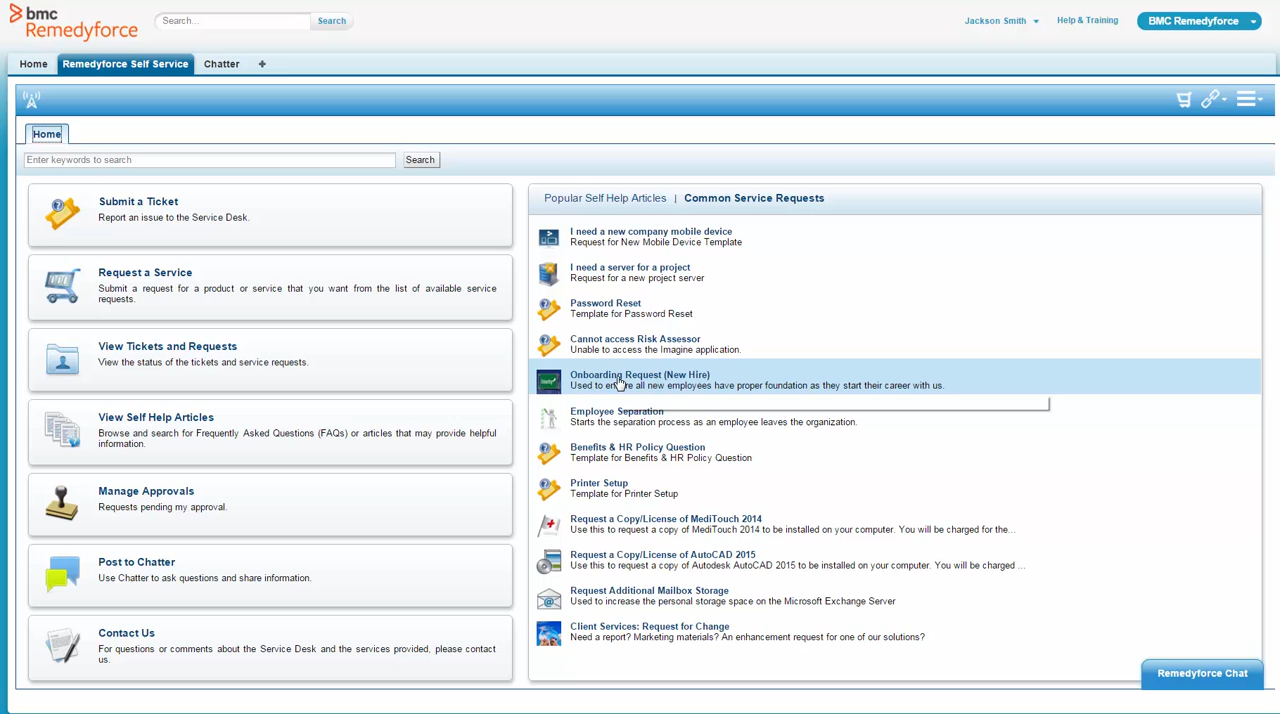 bmc
Remedyforce
Search...
Search
Jackson Smith
Help & Training
BMC Remedyforce
Home
Remedyforce Self Service
Chatter
+
Home
Enter keywords to search
Search
Submit a Ticket
Report an issue to the Service Desk.
Request a Service
Submit a request for a product or service that you want from the list of available service
requests.
View Tickets and Requests
View the status of the tickets and service requests.
View Self Help Articles
Browse and search for Frequently Asked Questions (FAQs) or articles that may provide helpful
information.
Manage Approvals
Requests pending my approval.
Post to Chatter
Use Chatter to ask questions and share information.
Contact Us
For questions or comments about the Service Desk and the services provided, please contact
us.
Popular Self Help Articles | Common Service Requests
I need a new company mobile device
Request for New Mobile Device Template
I need a server for a project
Request for a new project server
Password Reset
Template for Password Reset
Cannot access Risk Assessor
Unable to access the Imagine application.
Onboarding Request (New Hire)
Used to ensure all new employees have proper foundation as they start their career with us.
Employee Separation
Starts the separation process as an employee leaves the organization.
Benefits & HR Policy Question
Template for Benefits & HR Policy Question
Printer Setup
Template for Printer Setup
Request a Copy/License of MediTouch 2014
Use this to request a copy of MediTouch 2014 to be installed on your computer. You will be charged for the...
Request a Copy/License of AutoCAD 2015
Use this to request a copy of Autodesk AutoCAD 2015 to be installed on your computer. You will be charged ...
Request Additional Mailbox Storage
Used to increase the personal storage space on the Microsoft Exchange Server
Client Services: Request for Change
Need a report? Marketing materials? An enhancement request for one of our solutions?
Remedyforce Chat